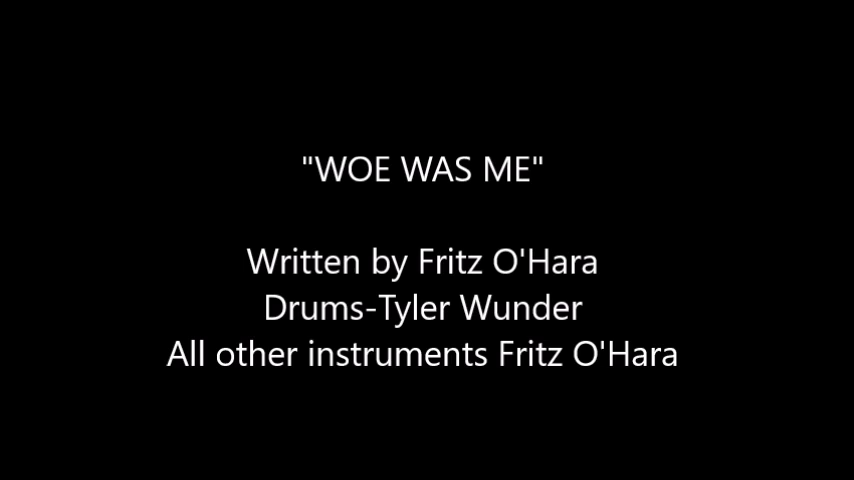 "WOE WAS ME"
Written by Fritz O'Hara
Drums-Tyler Wunder
All other instruments Fritz O'Hara